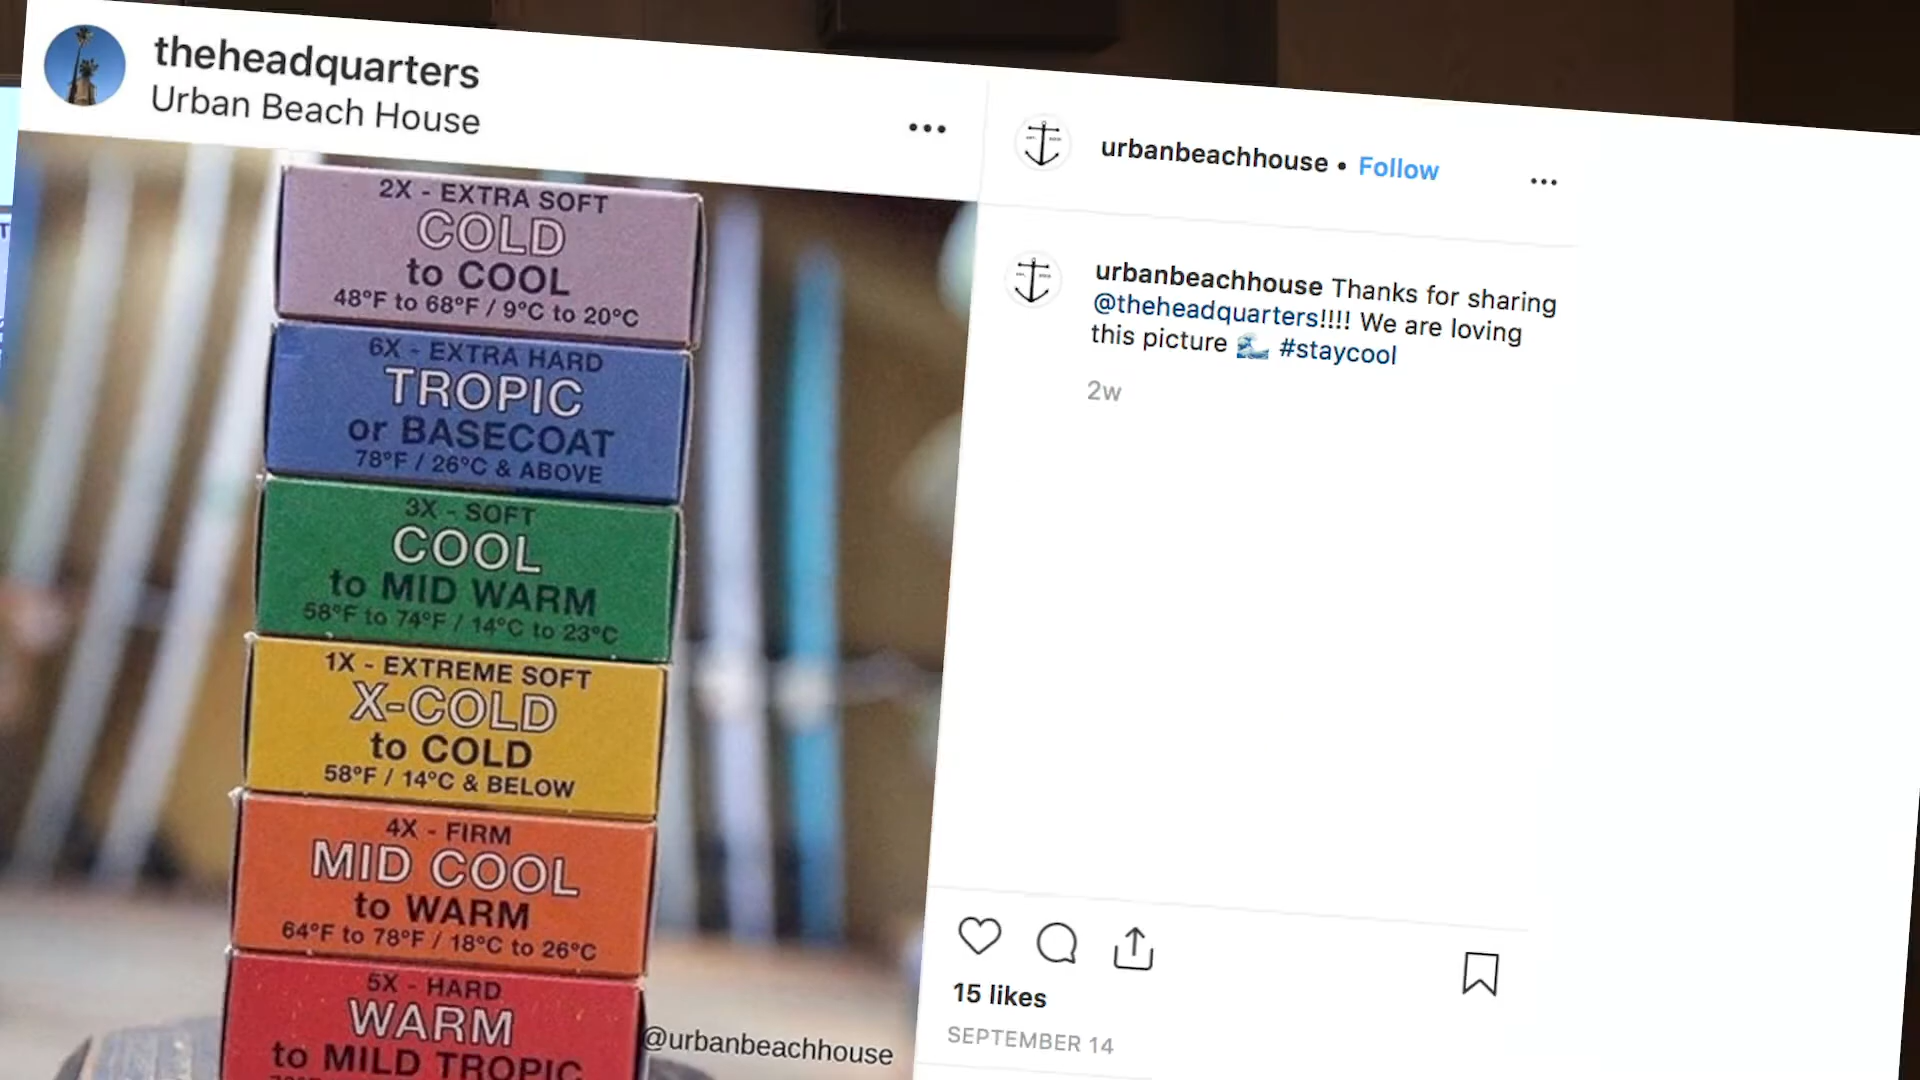 theheadquarters
Urban Beach House
2X - EXTRA SOFT
COLD
to COOL
48°F to 68°F / 9°C to 20°C
6X - EXTRA HARD
TROPIC
or BASECOAT
78°F / 26°C & ABOVE
3X - SOFT
COOL
to MID WARM
58°F to 74°F / 14°C to 23°C
1X - EXTREME SOFT
X-COLD
to COLD
58°F / 14°C & BELOW
4X - FIRM
MID COOL
to WARM
64°F to 78°F / 18°C to 26°C
5X - HARD
WARM
to MILD TROPIC
@urbanbeachhouse
urbanbeachhouse • Follow
urbanbeachhouse Thanks for sharing
@theheadquarters!!!! We are loving
this picture 🌊 #staycool
2w
15 likes
SEPTEMBER 14